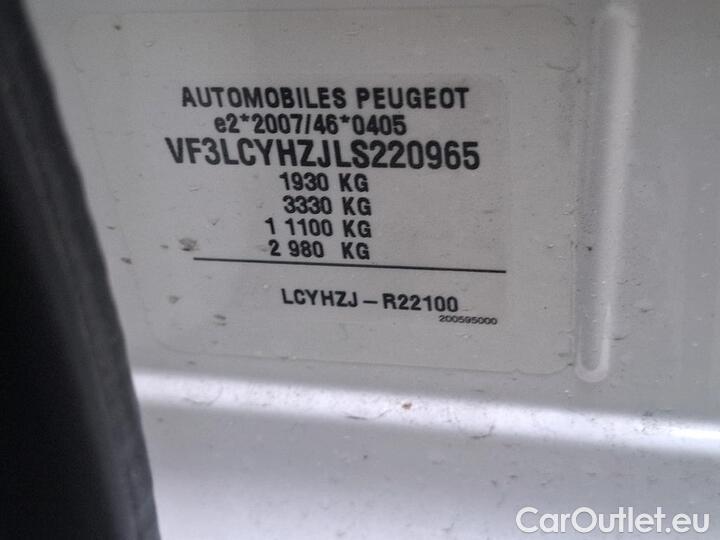 AUTOMOBILES PEUGEOT
e2*2007/46*0405
VF3LCYHZJLS220965
1930 KG
3330 KG
1 1100 KG
2 980 KG
LCYHZJ – R22100
200595000
CarOutlet.eu